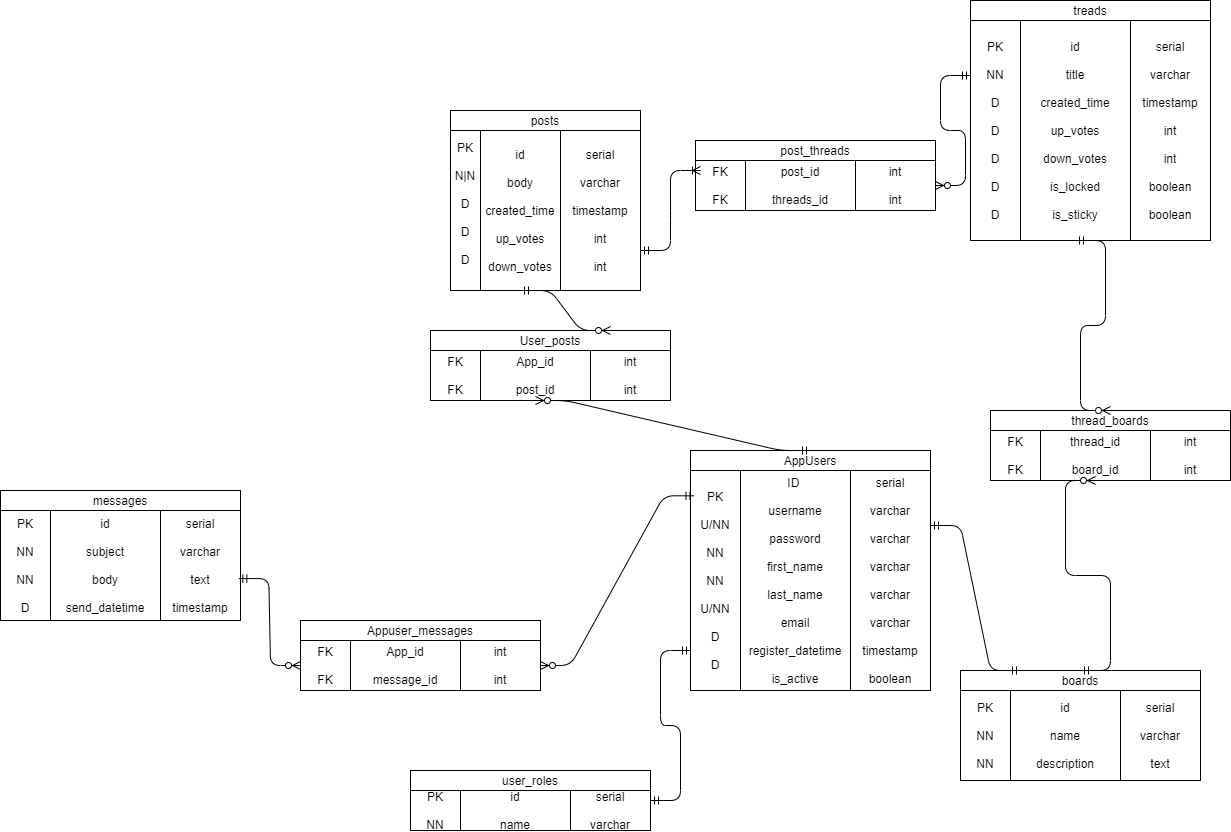 treads
PK id serial
NN title varchar
D created_time timestamp
D up_votes int
D down_votes int
D is_locked boolean
D is_sticky boolean
posts
PK id serial
N|N body varchar
D created_time timestamp
D up_votes int
D down_votes int
post_threads
FK post_id int
FK threads_id int
User_posts
FK App_id int
FK post_id int
thread_boards
FK thread_id int
FK board_id int
AppUsers
ID serial
PK username varchar
U/NN password varchar
NN first_name varchar
NN last_name varchar
U/NN email varchar
D register_datetime timestamp
D is_active boolean
messages
PK id serial
NN subject varchar
NN body text
D send_datetime timestamp
Appuser_messages
FK App_id int
FK message_id int
boards
PK id serial
NN name varchar
NN description text
user_roles
PK id serial
NN name varchar